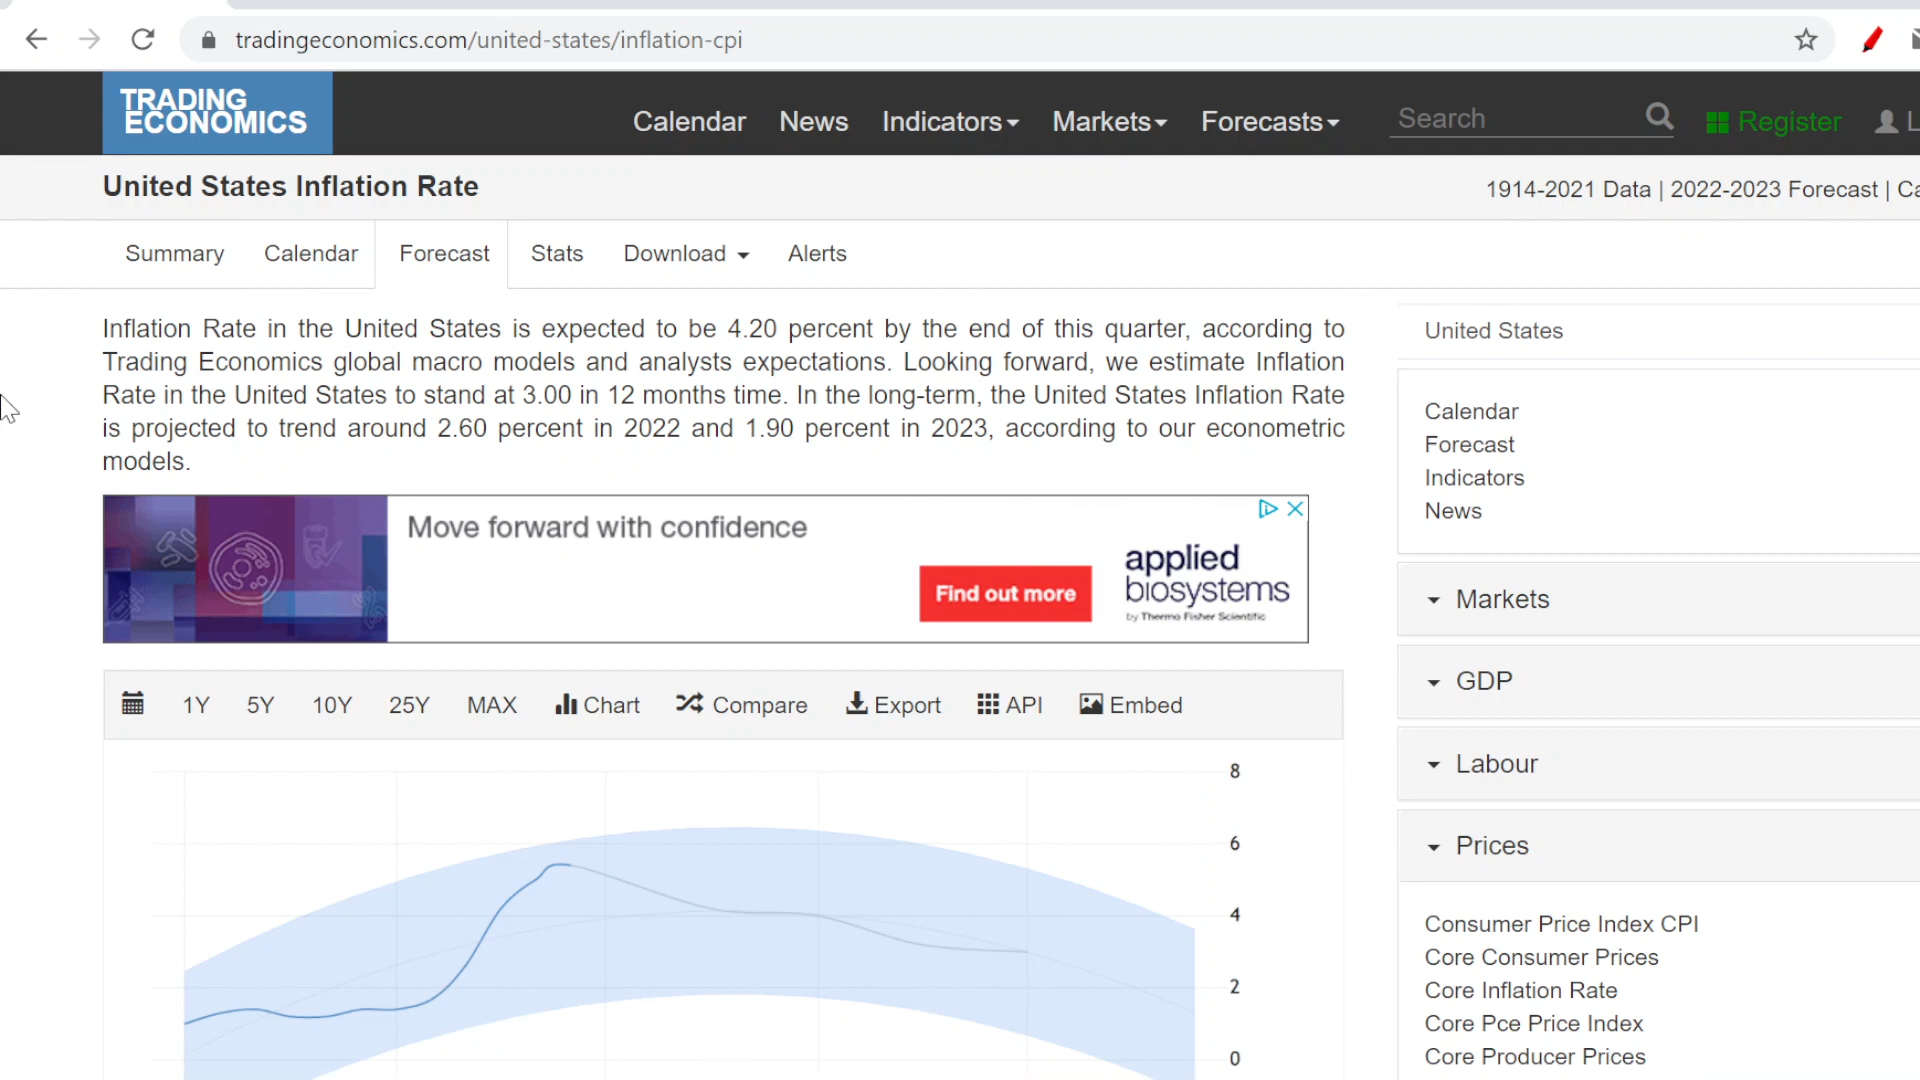 tradingeconomics.com/united-states/inflation-cpi
TRADING
ECONOMICS
Calendar News Indicators Markets Forecasts Search Register
United States Inflation Rate
1914-2021 Data | 2022-2023 Forecast |
Summary Calendar Forecast Stats Download Alerts
Inflation Rate in the United States is expected to be 4.20 percent by the end of this quarter, according to
Trading Economics global macro models and analysts expectations. Looking forward, we estimate Inflation
Rate in the United States to stand at 3.00 in 12 months time. In the long-term, the United States Inflation Rate
is projected to trend around 2.60 percent in 2022 and 1.90 percent in 2023, according to our econometric
models.
Move forward with confidence
Find out more
applied
biosystems
by Thermo Fisher Scientific
1Y 5Y 10Y 25Y MAX Chart Compare Export API Embed
8
6
4
2
0
United States
Calendar
Forecast
Indicators
News
Markets
GDP
Labour
Prices
Consumer Price Index CPI
Core Consumer Prices
Core Inflation Rate
Core Pce Price Index
Core Producer Prices